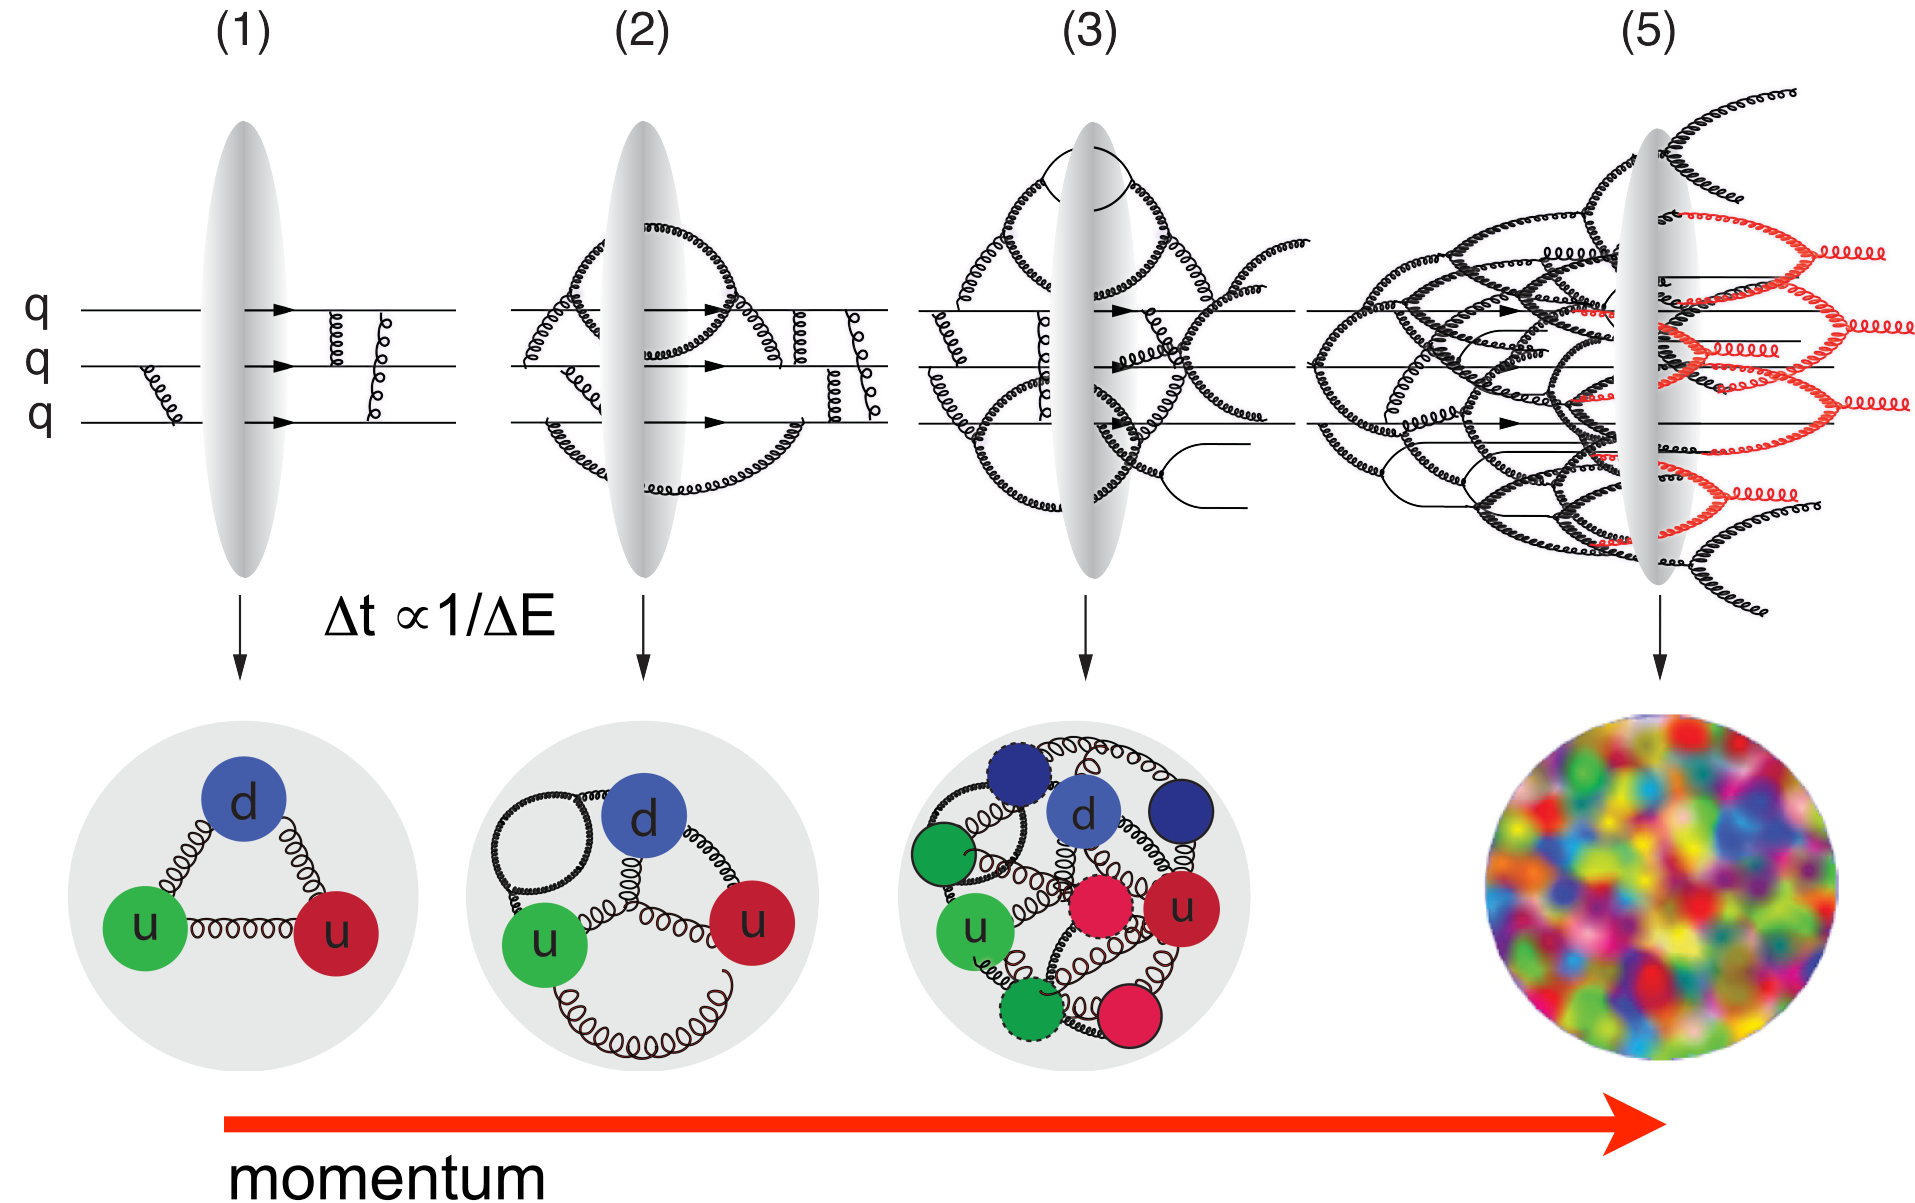 (1) (2) (3) (5)
q
q
q
Δt ∝1/ΔE
d
u u
d
u u
d
u u
momentum